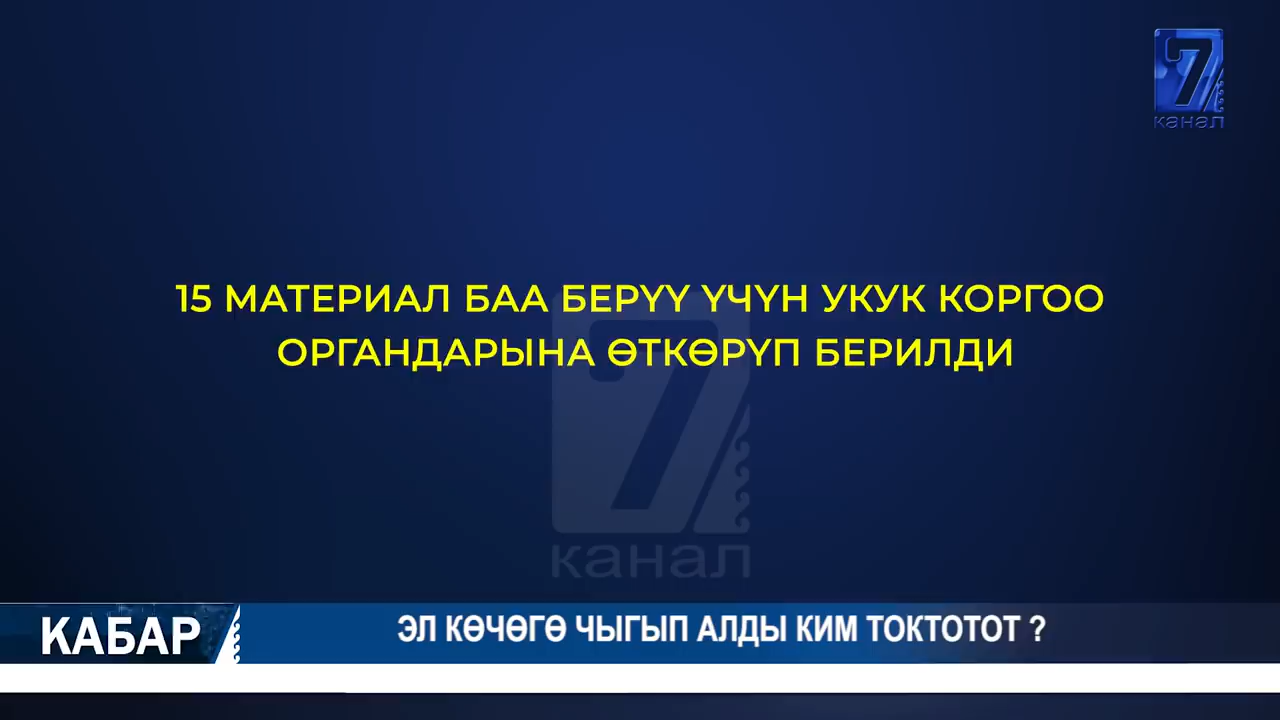 7
канал
15 МАТЕРИАЛ БАА БЕРҮҮ ҮЧҮН УКУК КОРГОО
ОРГАНДАРЫНА ӨТКӨРҮП БЕРИЛДИ
7
канал
КАБАР
ЭЛ КӨЧӨГӨ ЧЫГЫП АЛДЫ КИМ ТОКТОТОТ ?